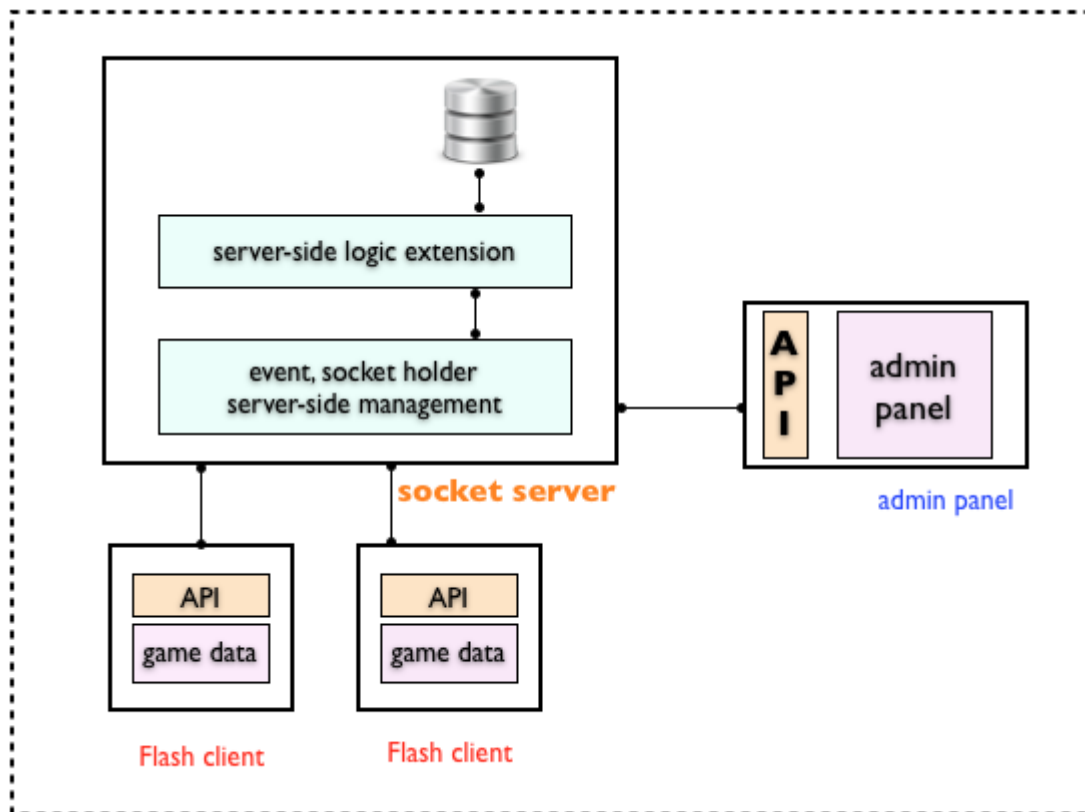 server-side logic extension
event, socket holder
server-side management
A
P
I
admin
panel
socket server
admin panel
API
game data
Flash client
API
game data
Flash client